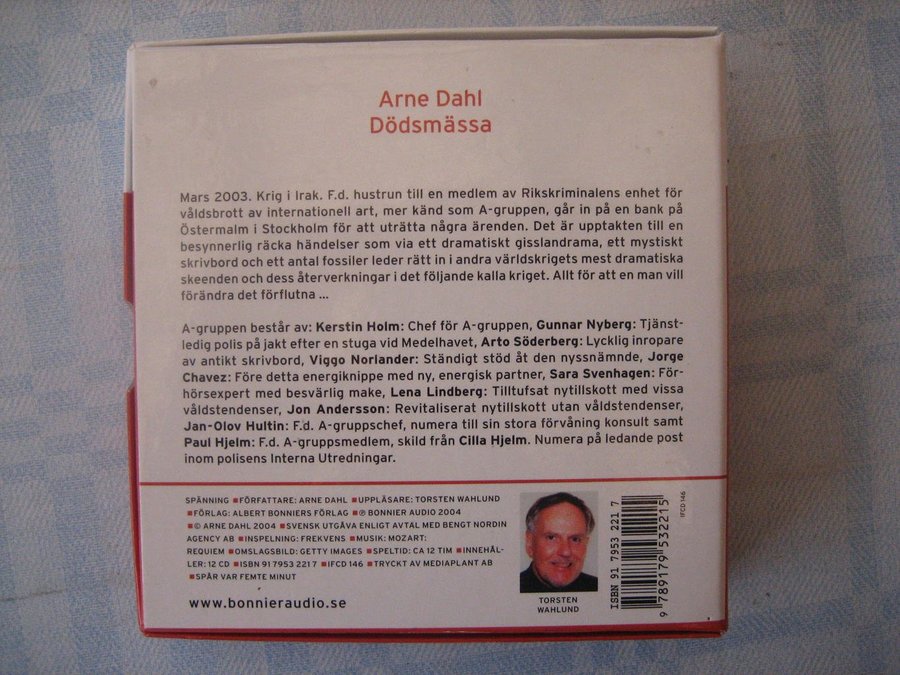 Arne Dahl
Dödsmässa
Mars 2003. Krig i Irak. F.d. hustrun till en medlem av Rikskriminalens enhet för
våldsbrott av internationell art, mer känd som A-gruppen, går in på en bank på
Östermalm i Stockholm för att uträtta några ärenden. Det är upptakten till en
besynnerlig räcka händelser som via ett dramatiskt gisslandrama, ett mystiskt
skrivbord och ett antal fossiler leder rätt in i andra världskrigets mest dramatiska
skeenden och dess återverkningar i det följande kalla kriget. Allt för att en man vill
förändra det förflutna ...
A-gruppen består av: Kerstin Holm: Chef för A-gruppen, Gunnar Nyberg: Tjänst-
ledig polis på jakt efter en stuga vid Medelhavet, Arto Söderberg: Lycklig inropare
av antikt skrivbord, Viggo Norlander: Ständigt stöd åt den nyssnämnde, Jorge
Chavez: Före detta energiknippe med ny, energisk partner, Sara Svenhagen: För-
hörsexpert med besvärlig make, Lena Lindberg: Tilltufsat nytillskott med vissa
våldstendenser, Jon Andersson: Revitaliserat nytillskott utan våldstendenser,
Jan-Olov Hultin: F.d. A-gruppschef, numera till sin stora förvåning konsult samt
Paul Hjelm: F.d. A-gruppsmedlem, skild från Cilla Hjelm. Numera på ledande post
inom polisens Interna Utredningar.
SPÄNNING ■FÖRFATTARE: ARNE DAHL ■UPPLÄSARE: TORSTEN WAHLUND
■FÖRLAG: ALBERT BONNIERS FÖRLAG ■℗ BONNIER AUDIO 2004
■© ARNE DAHL 2004 ■SVENSK UTGÅVA ENLIGT AVTAL MED BENGT NORDIN
AGENCY AB ■INSPELNING: FREKVENS ■MUSIK: MOZART:
REQUIEM ■OMSLAGSBILD: GETTY IMAGES ■SPELTID: CA 12 TIM ■INNEHÅL-
LER: 12 CD ■ISBN 91 7953 221 7 ■IFCD 146 ■TRYCKT AV MEDIAPLANT AB
■SPÅR VAR FEMTE MINUT
www.bonnieraudio.se
TORSTEN
WAHLUND
ISBN 91 7953 221 7
9 789179 532215
IFCD 146